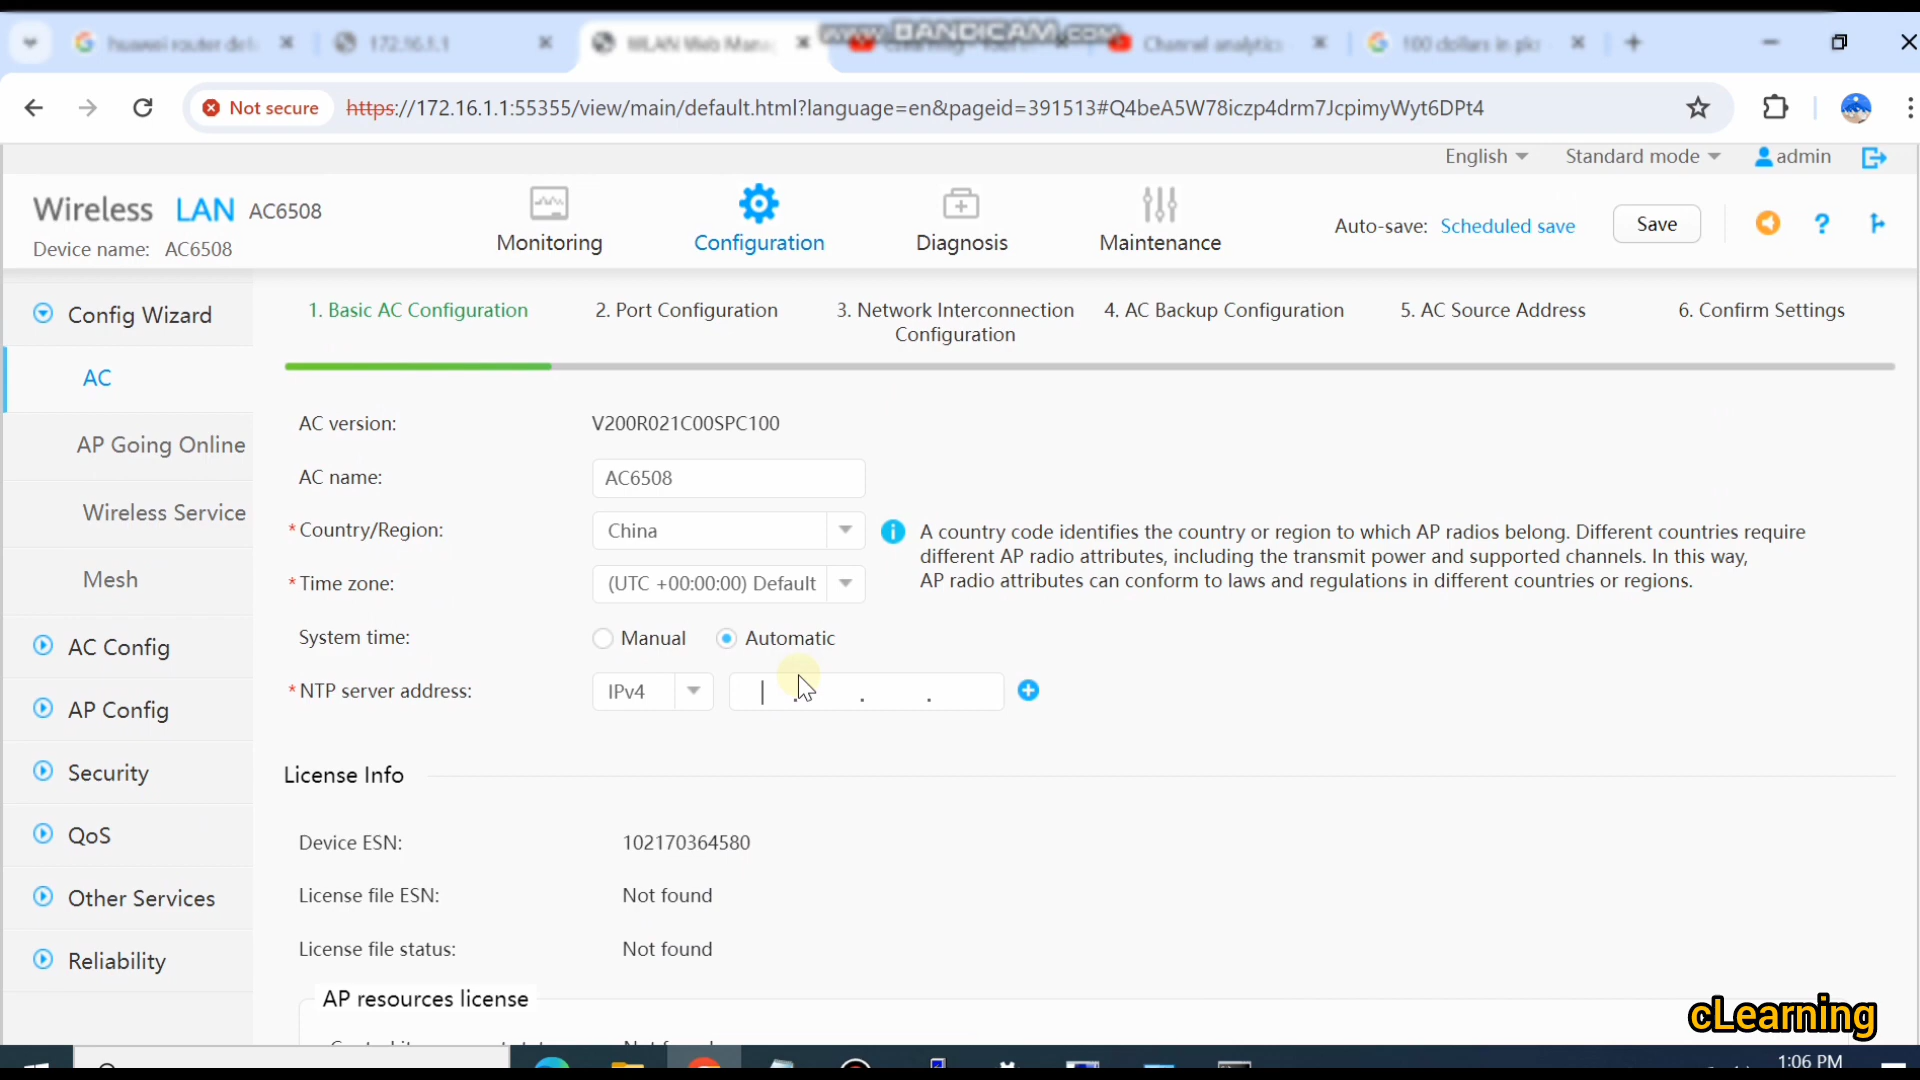 www.BANDICAM.com
172.16.1.1
WLAN Web Mana
Channel analytics
100 dollars in pkr
Not secure
https://172.16.1.1:55355/view/main/default.html?language=en&pageid=391513#Q4beA5W78iczp4drm7JcpimyWyt6DPt4
English
Standard mode
admin
Wireless LAN AC6508
Device name: AC6508
Monitoring
Configuration
Diagnosis
Maintenance
Auto-save: Scheduled save
Save
Config Wizard
AC
AP Going Online
Wireless Service
Mesh
AC Config
AP Config
Security
QoS
Other Services
Reliability
1. Basic AC Configuration
2. Port Configuration
3. Network Interconnection
Configuration
4. AC Backup Configuration
5. AC Source Address
6. Confirm Settings
AC version: V200R021C00SPC100
AC name: AC6508
*Country/Region: China
A country code identifies the country or region to which AP radios belong. Different countries require
different AP radio attributes, including the transmit power and supported channels. In this way,
AP radio attributes can conform to laws and regulations in different countries or regions.
*Time zone: (UTC +00:00:00) Default
System time: Manual Automatic
*NTP server address: IPv4 . . .
License Info
Device ESN: 102170364580
License file ESN: Not found
License file status: Not found
AP resources license
cLearning
1:06 PM